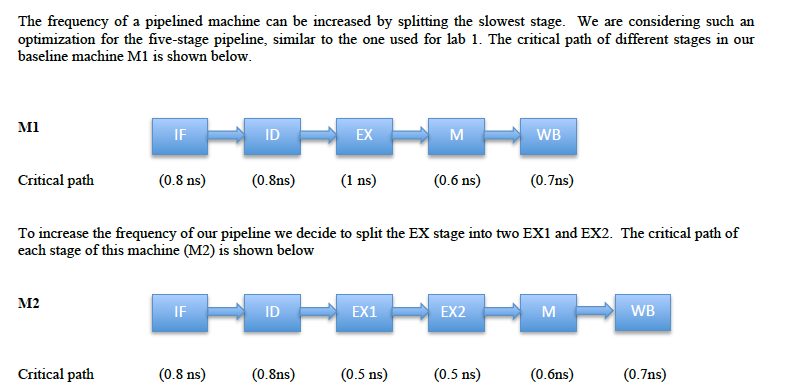 The frequency of a pipelined machine can be increased by splitting the slowest stage. We are considering such an
optimization for the five-stage pipeline, similar to the one used for lab 1. The critical path of different stages in our
baseline machine M1 is shown below.
M1
IF ID EX M WB
Critical path (0.8 ns) (0.8ns) (1 ns) (0.6 ns) (0.7ns)
To increase the frequency of our pipeline we decide to split the EX stage into two EX1 and EX2. The critical path of
each stage of this machine (M2) is shown below
M2
IF ID EX1 EX2 M WB
Critical path (0.8 ns) (0.8ns) (0.5 ns) (0.5 ns) (0.6ns) (0.7ns)